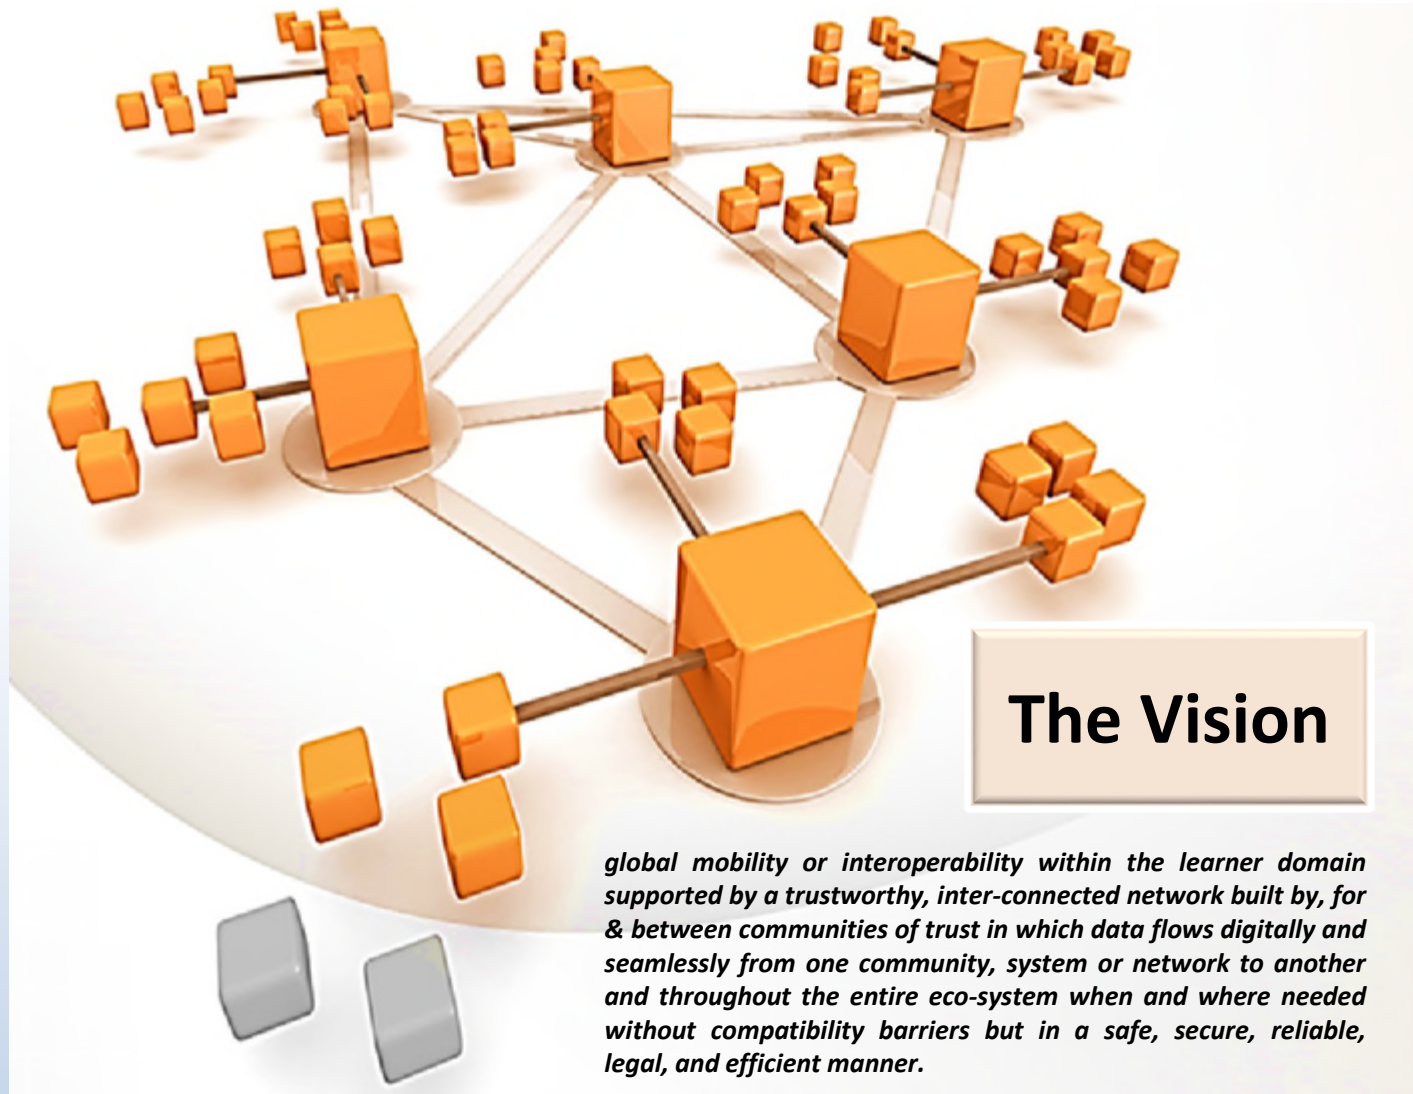 The Vision
global mobility or interoperability within the learner domain
supported by a trustworthy, inter-connected network built by, for
& between communities of trust in which data flows digitally and
seamlessly from one community, system or network to another
and throughout the entire eco-system when and where needed
without compatibility barriers but in a safe, secure, reliable,
legal, and efficient manner.